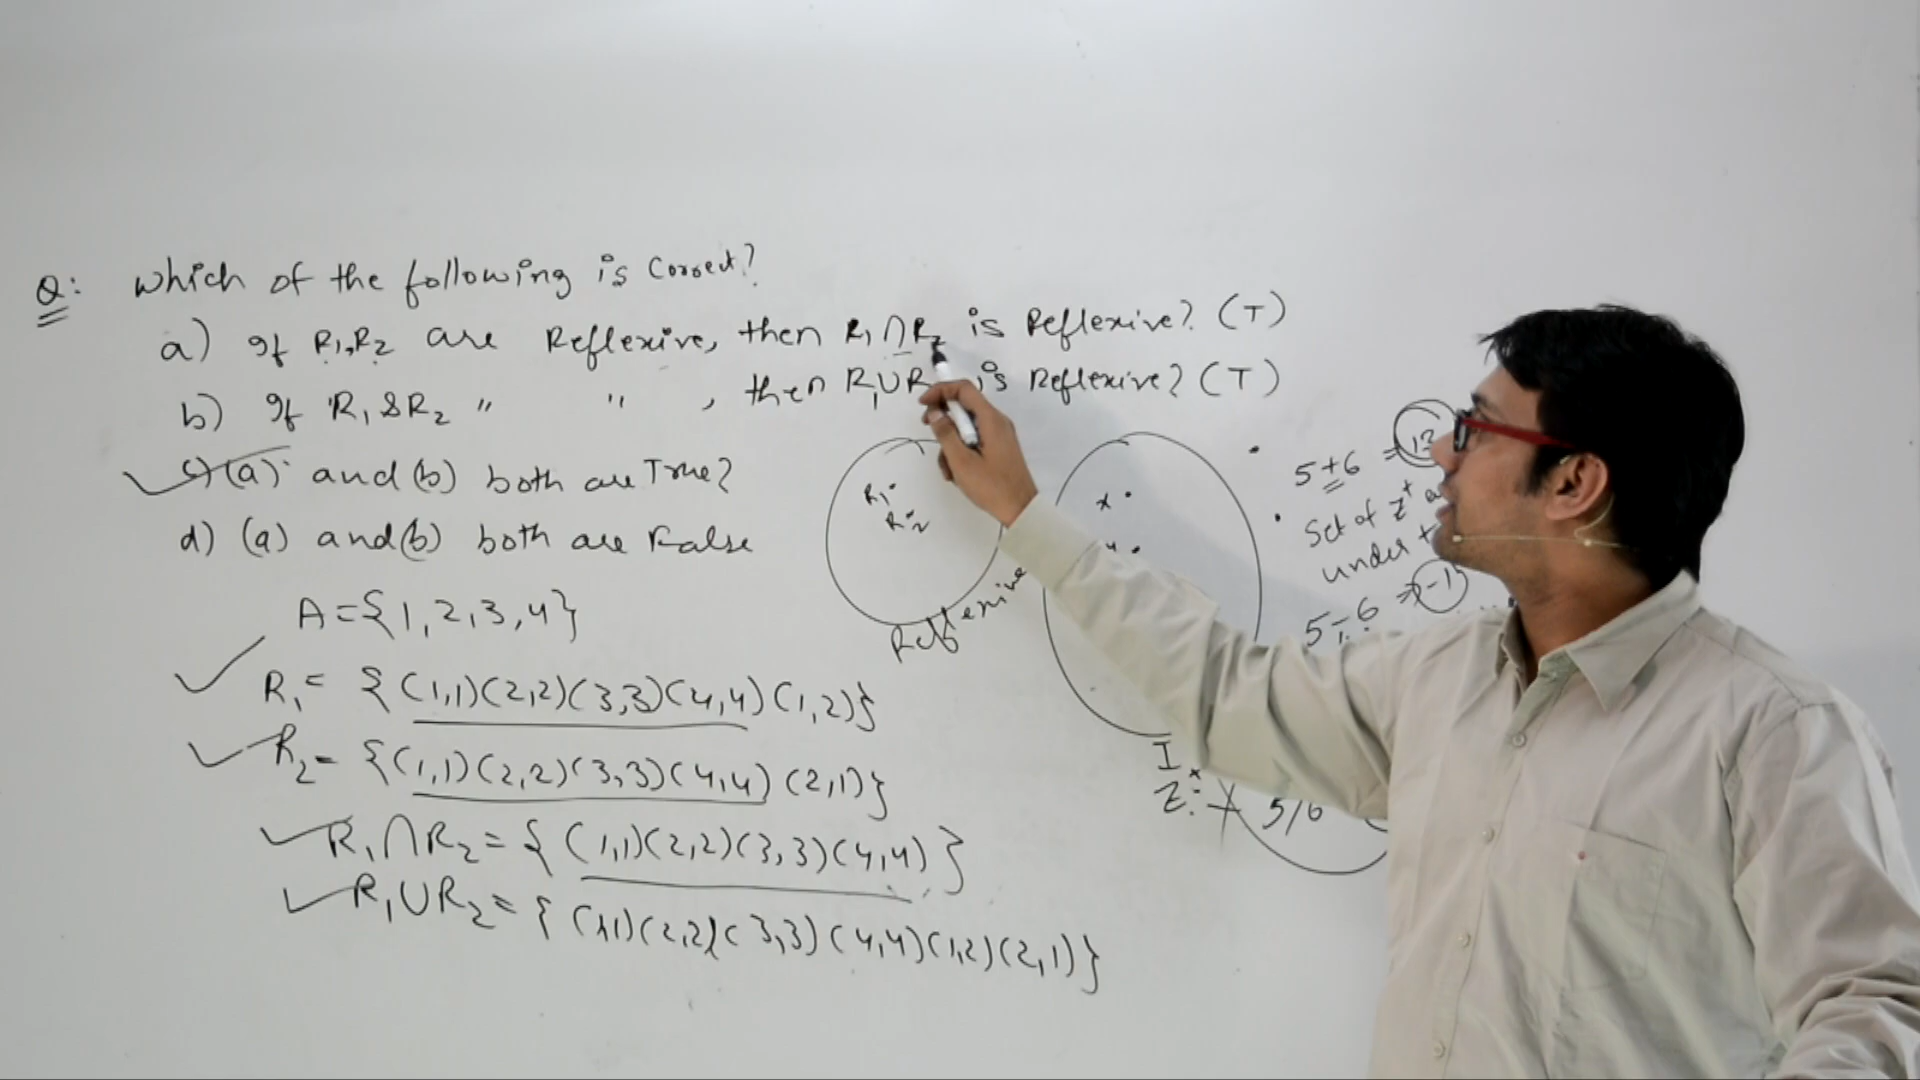 Q: Which of the following is Correct?
a) If R1, R2 are Reflexive, then R1 ∩ R2 is Reflexive? (T)
b) If R1 & R2 " " , then R1 ∪ R is Reflexive? (T)
c) (a) and (b) both are True?
d) (a) and (b) both are False
A = {1, 2, 3, 4}
R1 = {(1,1)(2,2)(3,3)(4,4)(1,2)}
R2 = {(1,1)(2,2)(3,3)(4,4)(2,1)}
R1 ∩ R2 = {(1,1)(2,2)(3,3)(4,4)}
R1 ∪ R2 = {(1,1)(2,2)(3,3)(4,4)(1,2)(2,1)}
R1
R2
Reflexive
x
5+6 =
Set of Z+
under +
5-6 -1
I
Z:
5/6